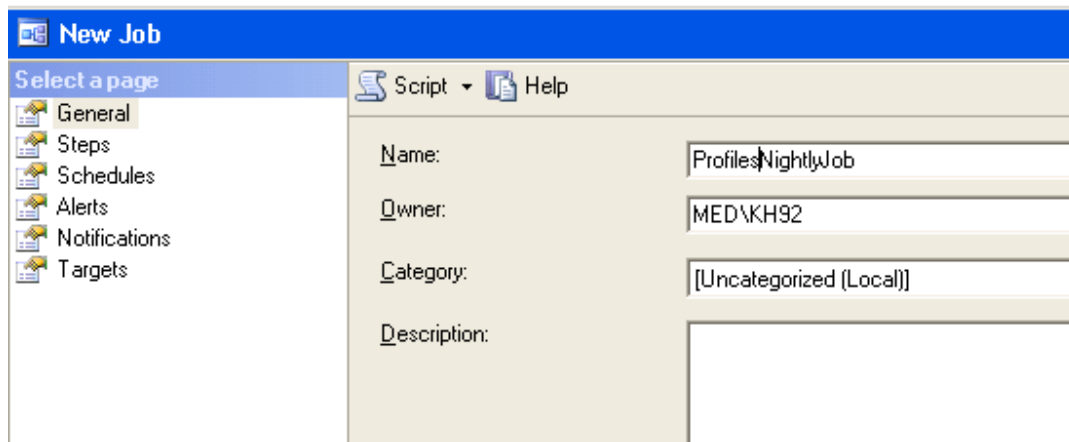 New Job
Select a page
General
Steps
Schedules
Alerts
Notifications
Targets
Script Help
Name: ProfilesNightlyJob
Owner: MED\KH92
Category: [Uncategorized (Local)]
Description: